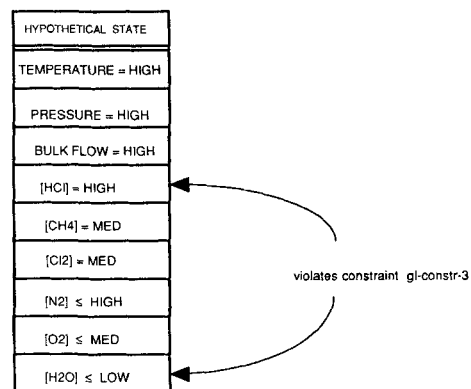 HYPOTHETICAL STATE
TEMPERATURE = HIGH
PRESSURE = HIGH
BULK FLOW = HIGH
[HCl] = HIGH
[CH4] = MED
[Cl2] = MED
[N2] ≤ HIGH
[O2] ≤ MED
[H2O] ≤ LOW
violates constraint gl-constr-3